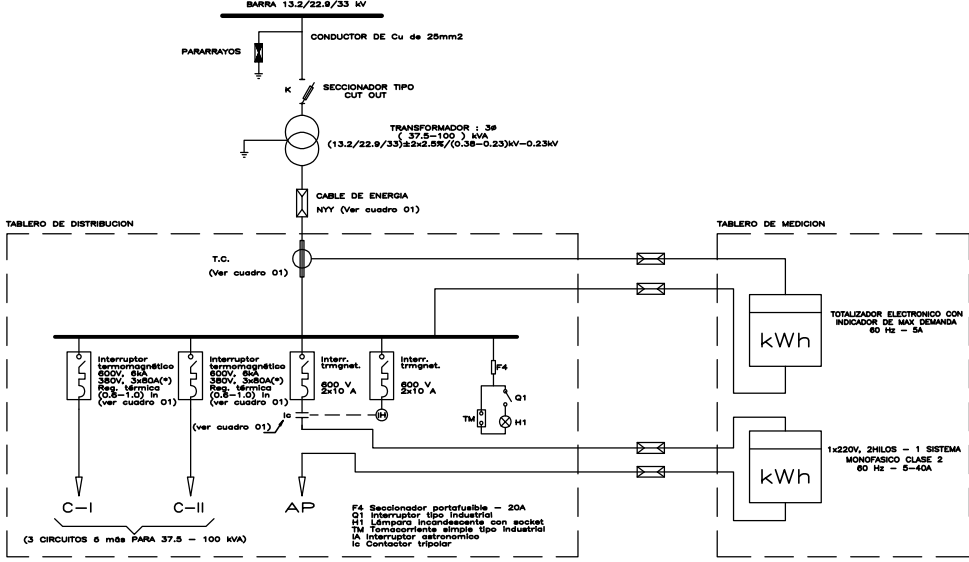 BARRA 13.2/22.9/33 kV
CONDUCTOR DE Cu de 25mm2
PARARRAYOS
K
SECCIONADOR TIPO
CUT OUT
TRANSFORMADOR : 3ø
( 37.5-100 ) kVA
(13.2/22.9/33)±2x2.5%/(0.38-0.23)kV-0.23kV
CABLE DE ENERGIA
NYY (Ver cuadro 01)
TABLERO DE DISTRIBUCION
TABLERO DE MEDICION
T.C.
(Ver cuadro 01)
TOTALIZADOR ELECTRONICO CON
INDICADOR DE MAX DEMANDA
60 Hz - 5A
kWh
Interruptor
termomagnético
600V, 6kA
380V, 3x80A(*)
Reg. térmica
(0.8-1.0) In
(ver cuadro 01)
Interruptor
termomagnético
600V, 6kA
380V, 3x80A(*)
Reg. térmica
(0.8-1.0) In
(ver cuadro 01)
Interr.
trmgnet.
600 V
2x10 A
Interr.
trmgnet.
600 V
2x10 A
F4
Q1
TM
H1
Ic
IH
(ver cuadro 01)
1x220V, 2HILOS - 1 SISTEMA
MONOFASICO CLASE 2
60 Hz - 5-40A
kWh
C-I
C-II
AP
(3 CIRCUITOS 6 más PARA 37.5 - 100 kVA)
F4 Seccionador portafusible - 20A
Q1 Interruptor tipo industrial
H1 Lámpara incandescente con socket
TM Tomacorriente simple tipo industrial
IA Interruptor astronomico
Ic Contactor tripolar